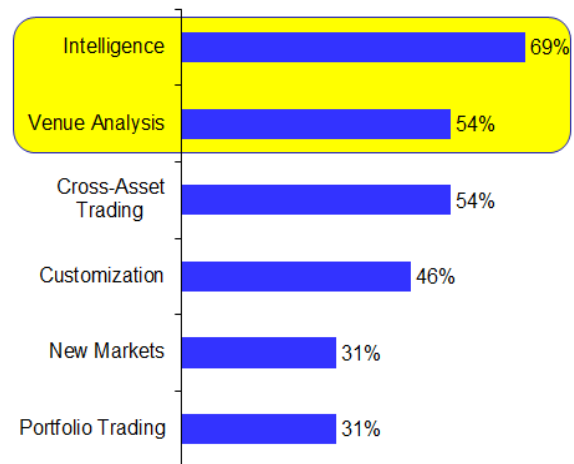 Intelligence 69%
Venue Analysis 54%
Cross-Asset
Trading 54%
Customization 46%
New Markets 31%
Portfolio Trading 31%